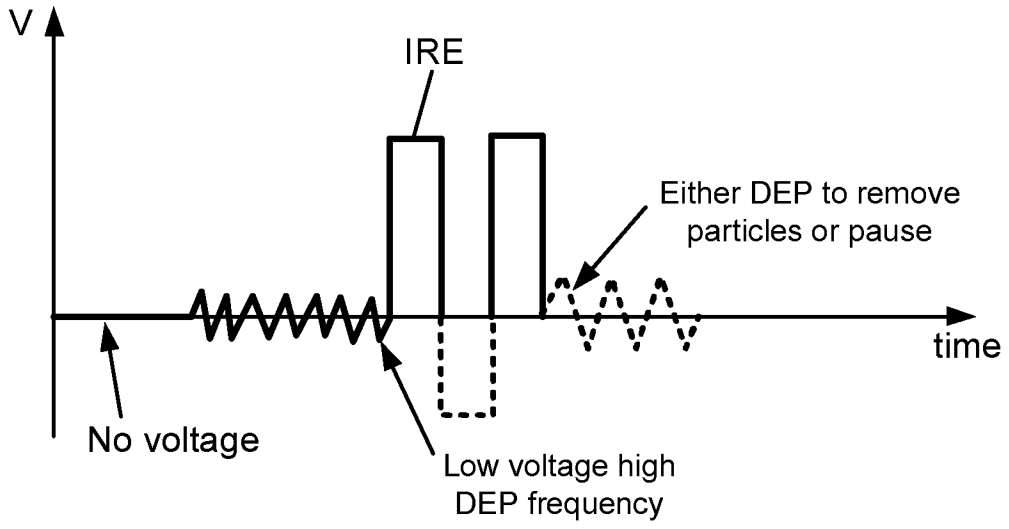 V
IRE
Either DEP to remove
particles or pause
time
No voltage
Low voltage high
DEP frequency